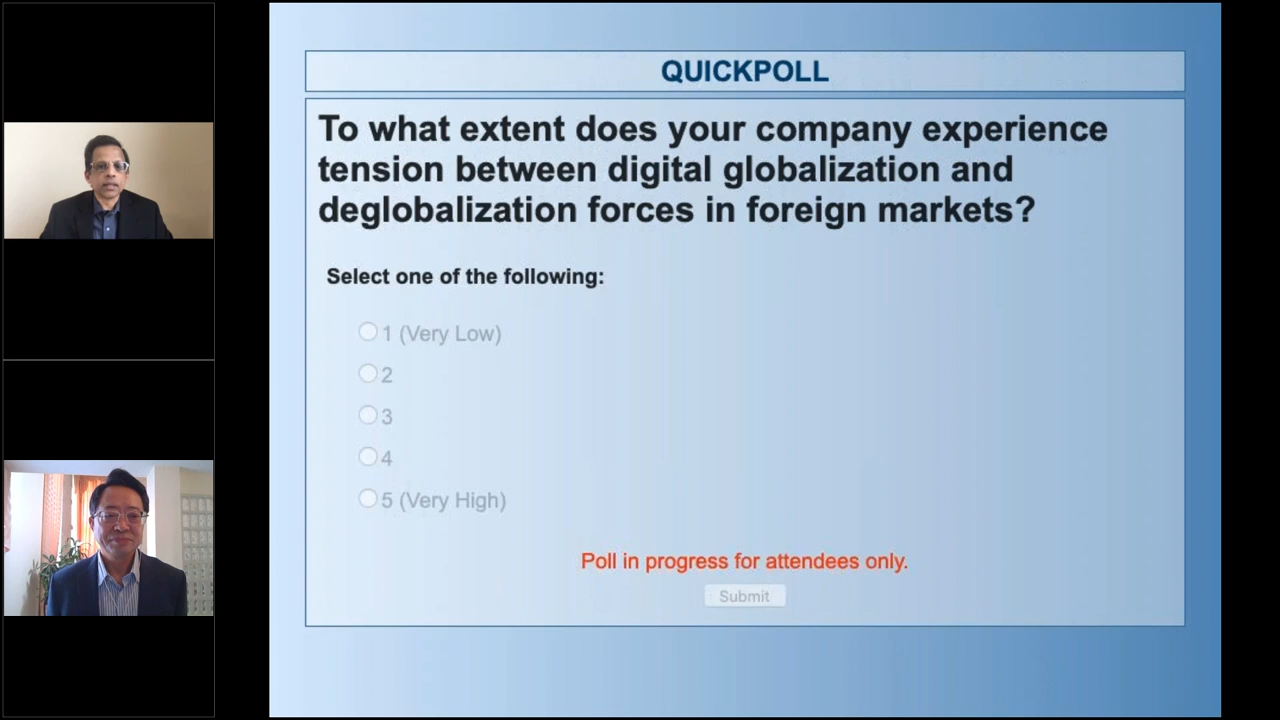 QUICKPOLL
To what extent does your company experience
tension between digital globalization and
deglobalization forces in foreign markets?
Select one of the following:
1 (Very Low)
2
3
4
5 (Very High)
Poll in progress for attendees only.
Submit